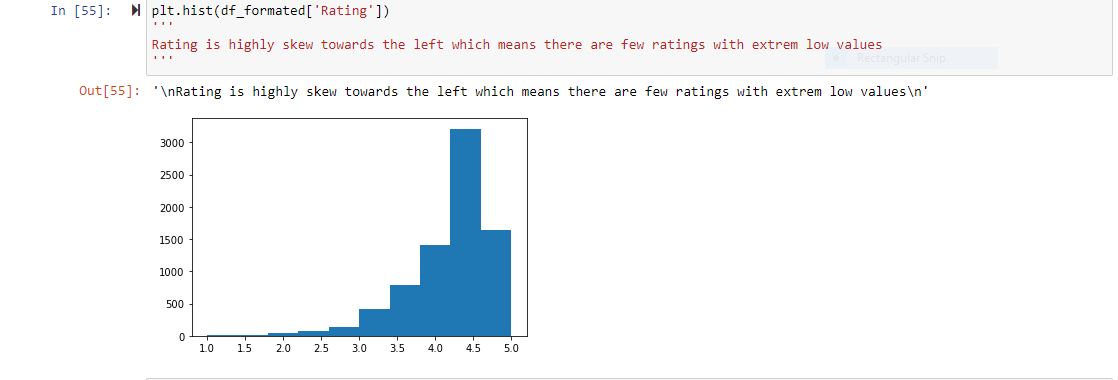 In [55]: plt.hist(df_formated['Rating'])
'''
Rating is highly skew towards the left which means there are few ratings with extrem low values
'''
Rectangular Snip
Out[55]: '\nRating is highly skew towards the left which means there are few ratings with extrem low values\n'
3000
2500
2000
1500
1000
500
0
1.0 1.5 2.0 2.5 3.0 3.5 4.0 4.5 5.0